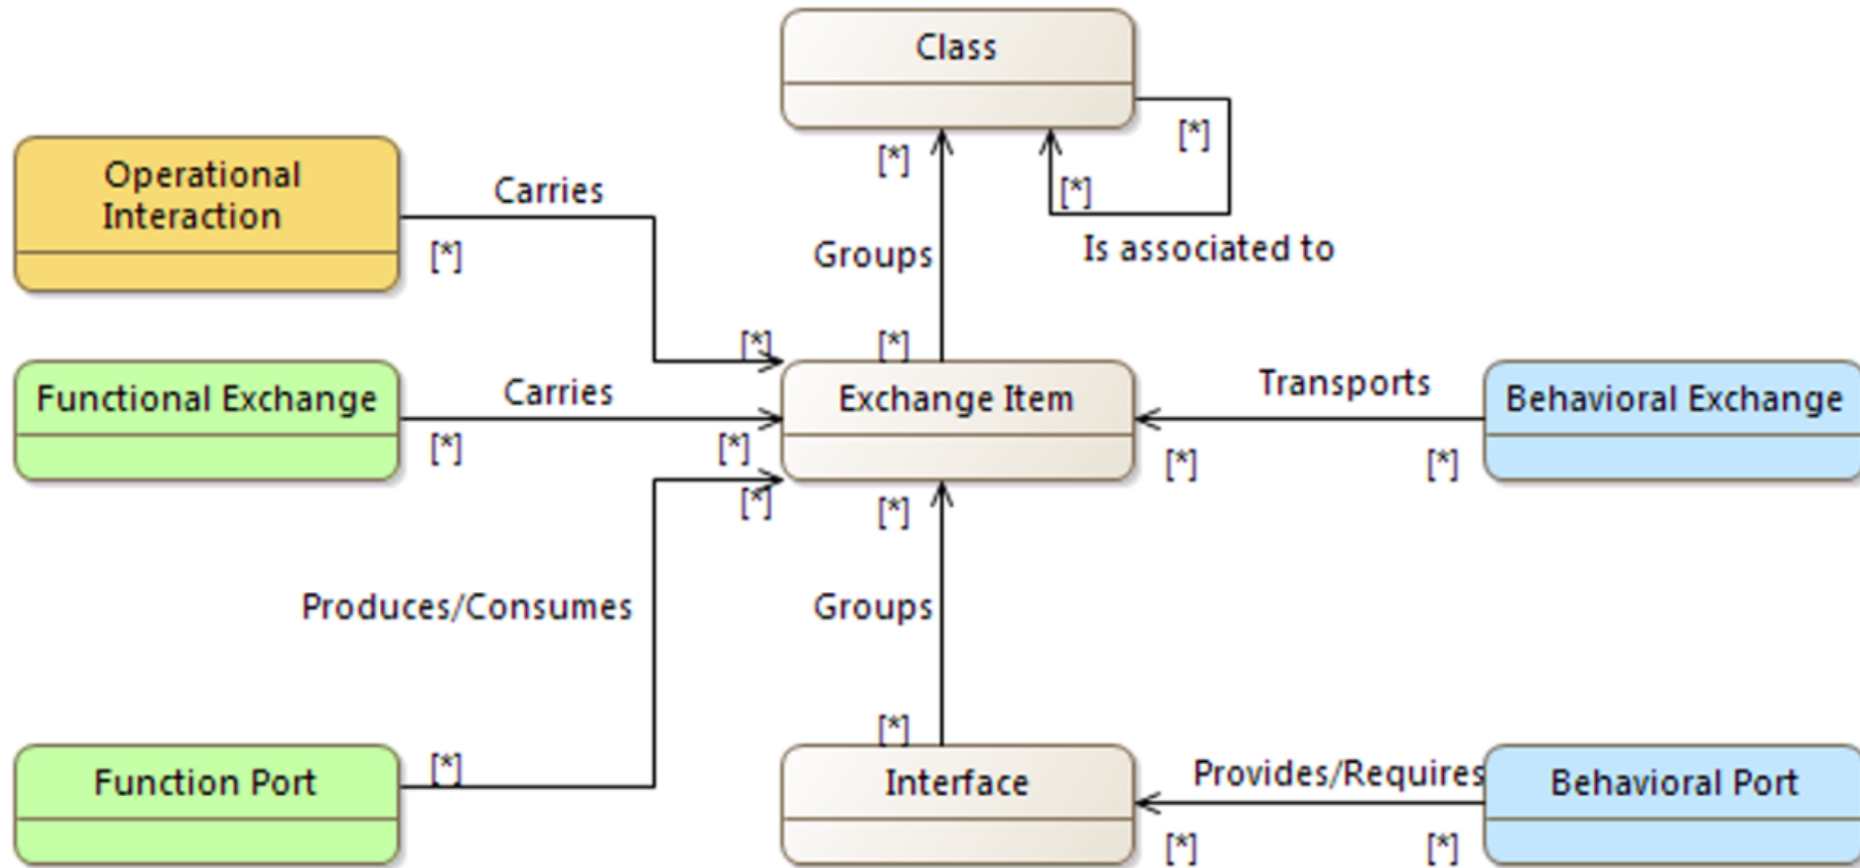 Class
[*]
[*]
[*]
Is associated to
Operational
Interaction
Carries
[*]
[*]
Groups
[*]
Functional Exchange
Carries
[*]
[*]
Exchange Item
Transports
[*]
[*]
Behavioral Exchange
[*]
[*]
Produces/Consumes
Groups
[*]
Function Port
[*]
Interface
Provides/Requires
[*]
[*]
Behavioral Port